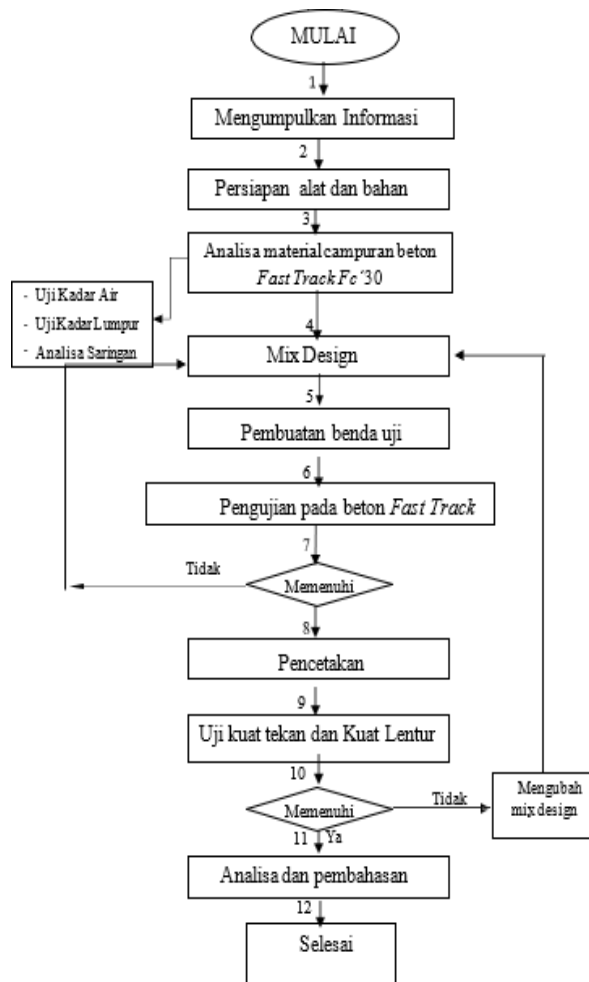 MULAI
1
Mengumpulkan Informasi
2
Persiapan alat dan bahan
3
Analisa material campuran beton
Fast Track Fc´30
- Uji Kadar Air
- Uji Kadar Lumpur
- Analisa Saringan
4
Mix Design
5
Pembuatan benda uji
6
Pengujian pada beton Fast Track
7
Tidak
Memenuhi
8
Pencetakan
9
Uji kuat tekan dan Kuat Lentur
10
Memenuhi
Tidak
Mengubah
mix design
11 Ya
Analisa dan pembahasan
12
Selesai